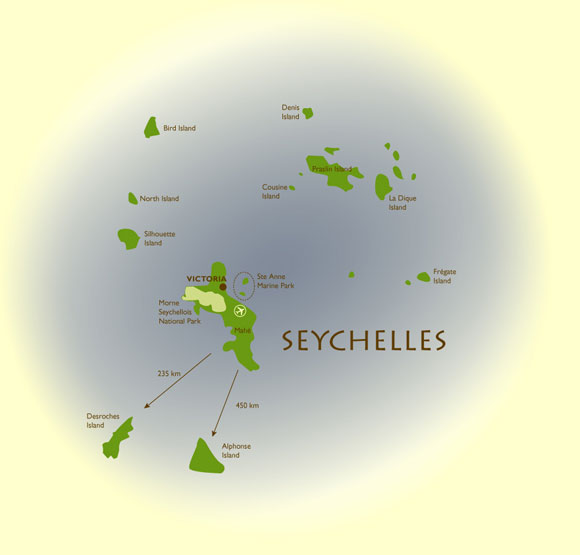 Denis
Island
Bird Island
Praslin Island
Cousine
Island
La Dique
Island
North Island
Silhouette
Island
VICTORIA
Ste Anne
Marine Park
Frégate
Island
Morne
Seychellois
National Park
Mahé
SEYCHELLES
235 km
450 km
Desroches
Island
Alphonse
Island